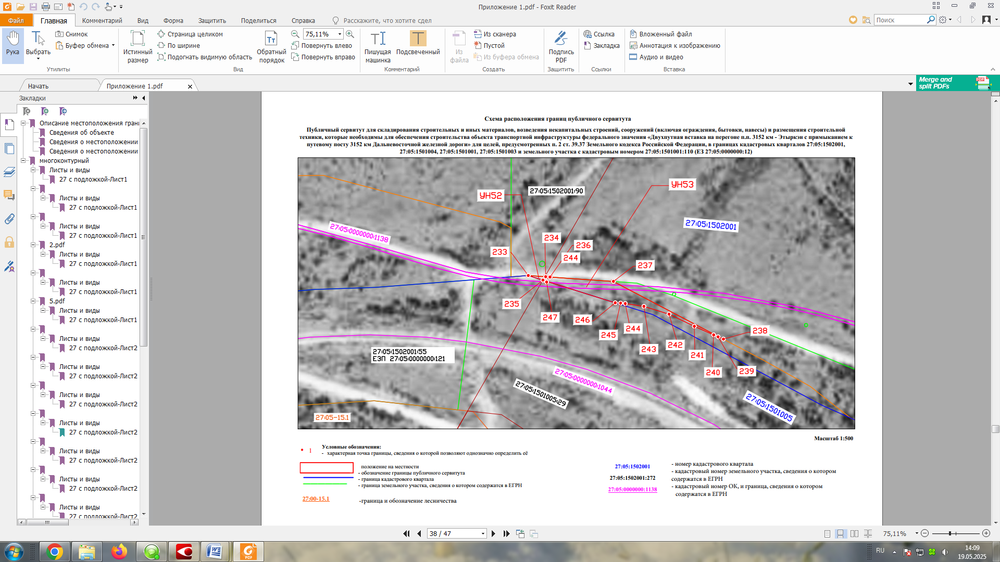 Приложение 1.pdf - Foxit Reader
Файл
Главная
Комментарий
Вид
Форма
Защитить
Поделиться
Справка
Расскажите, что хотите сдел
Поиск
Рука
Выбрать
Снимок
Буфер обмена
Утилиты
Истинный размер
Страница целиком
По ширине
Подогнать видимую область
Обратный порядок
75,11%
Повернуть влево
Повернуть вправо
Вид
Пишущая машинка
Подсвеченный
Комментарий
Из файла
Из сканера
Пустой
Из буфера обмена
Создать
Подпись PDF
Защитить
Ссылка
Закладка
Ссылки
Вложенный файл
Аннотация к изображению
Аудио и видео
Вставка
Начать
Приложение 1.pdf
Merge and
split PDFs
Закладки
Описание местоположения грани
Сведения об объекте
Сведения о местоположении
Сведения о местоположении
многоконтурный
Листы и виды
27 с подложкой-Лист1
Листы и виды
27 с подложкой-Лист1
Листы и виды
27 с подложкой-Лист1
2.pdf
Листы и виды
27 с подложкой-Лист1
Листы и виды
27 с подложкой-Лист1
5.pdf
Листы и виды
27 с подложкой-Лист1
Листы и виды
27 с подложкой-Лист2
Листы и виды
27 с подложкой-Лист2
Листы и виды
27 с подложкой-Лист2
Листы и виды
27 с подложкой-Лист2
Листы и виды
27 с подложкой-Лист2
Листы и виды
27 с подложкой-Лист2
Листы и виды
27 с подложкой-Лист2
Схема расположения границ публичного сервитута
Публичный сервитут для складирования строительных и иных материалов, возведения некапитальных строений, сооружений (включая ограждения, бытовки, навесы) и размещения строительной
техники, которые необходимы для обеспечения строительства объекта транспортной инфраструктуры федерального значения «Двухпутная вставка на перегоне п.п. 3152 км - Этыркэн с примыканием к
путевому посту 3152 км Дальневосточной железной дороги» для целей, предусмотренных п. 2 ст. 39.37 Земельного кодекса Российской Федерации, в границах кадастровых кварталов 27:05:1502001,
27:05:1501004, 27:05:1501001, 27:05:1501003 и земельного участка с кадастровым номером 27:05:1501001:110 (ЕЗ 27:05:0000000:12)
УН52
27:05:1502001:90
УН53
27:05:1502001
27:05:0000000:1138
234
236
233
244
237
235
247
246
245
244
243
242
241
240
239
238
27:05:1502001:55
ЕЗП 27:05:0000000:121
27:05:0000000:1044
27:05:1501005:29
27:05:1501005
27:05-15.1
Масштаб 1:500
Условные обозначения:
1
- характерная точка границы, сведения о которой позволяют однозначно определить её
положение на местности
- обозначение границы публичного сервитута
- граница кадастрового квартала
- граница земельного участка, сведения о котором содержатся в ЕГРН
27:00-15.1
-граница и обозначение лесничества
27:05:1502001
- номер кадастрового квартала
27:05:1502001:272
- кадастровый номер земельного участка, сведения о котором
содержатся в ЕГРН
27:05:0000000:1138
- кадастровый номер ОК, и граница, сведения о котором
содержатся в ЕГРН
38 / 47
75,11%
PDF
RU
14:09
19.05.2025